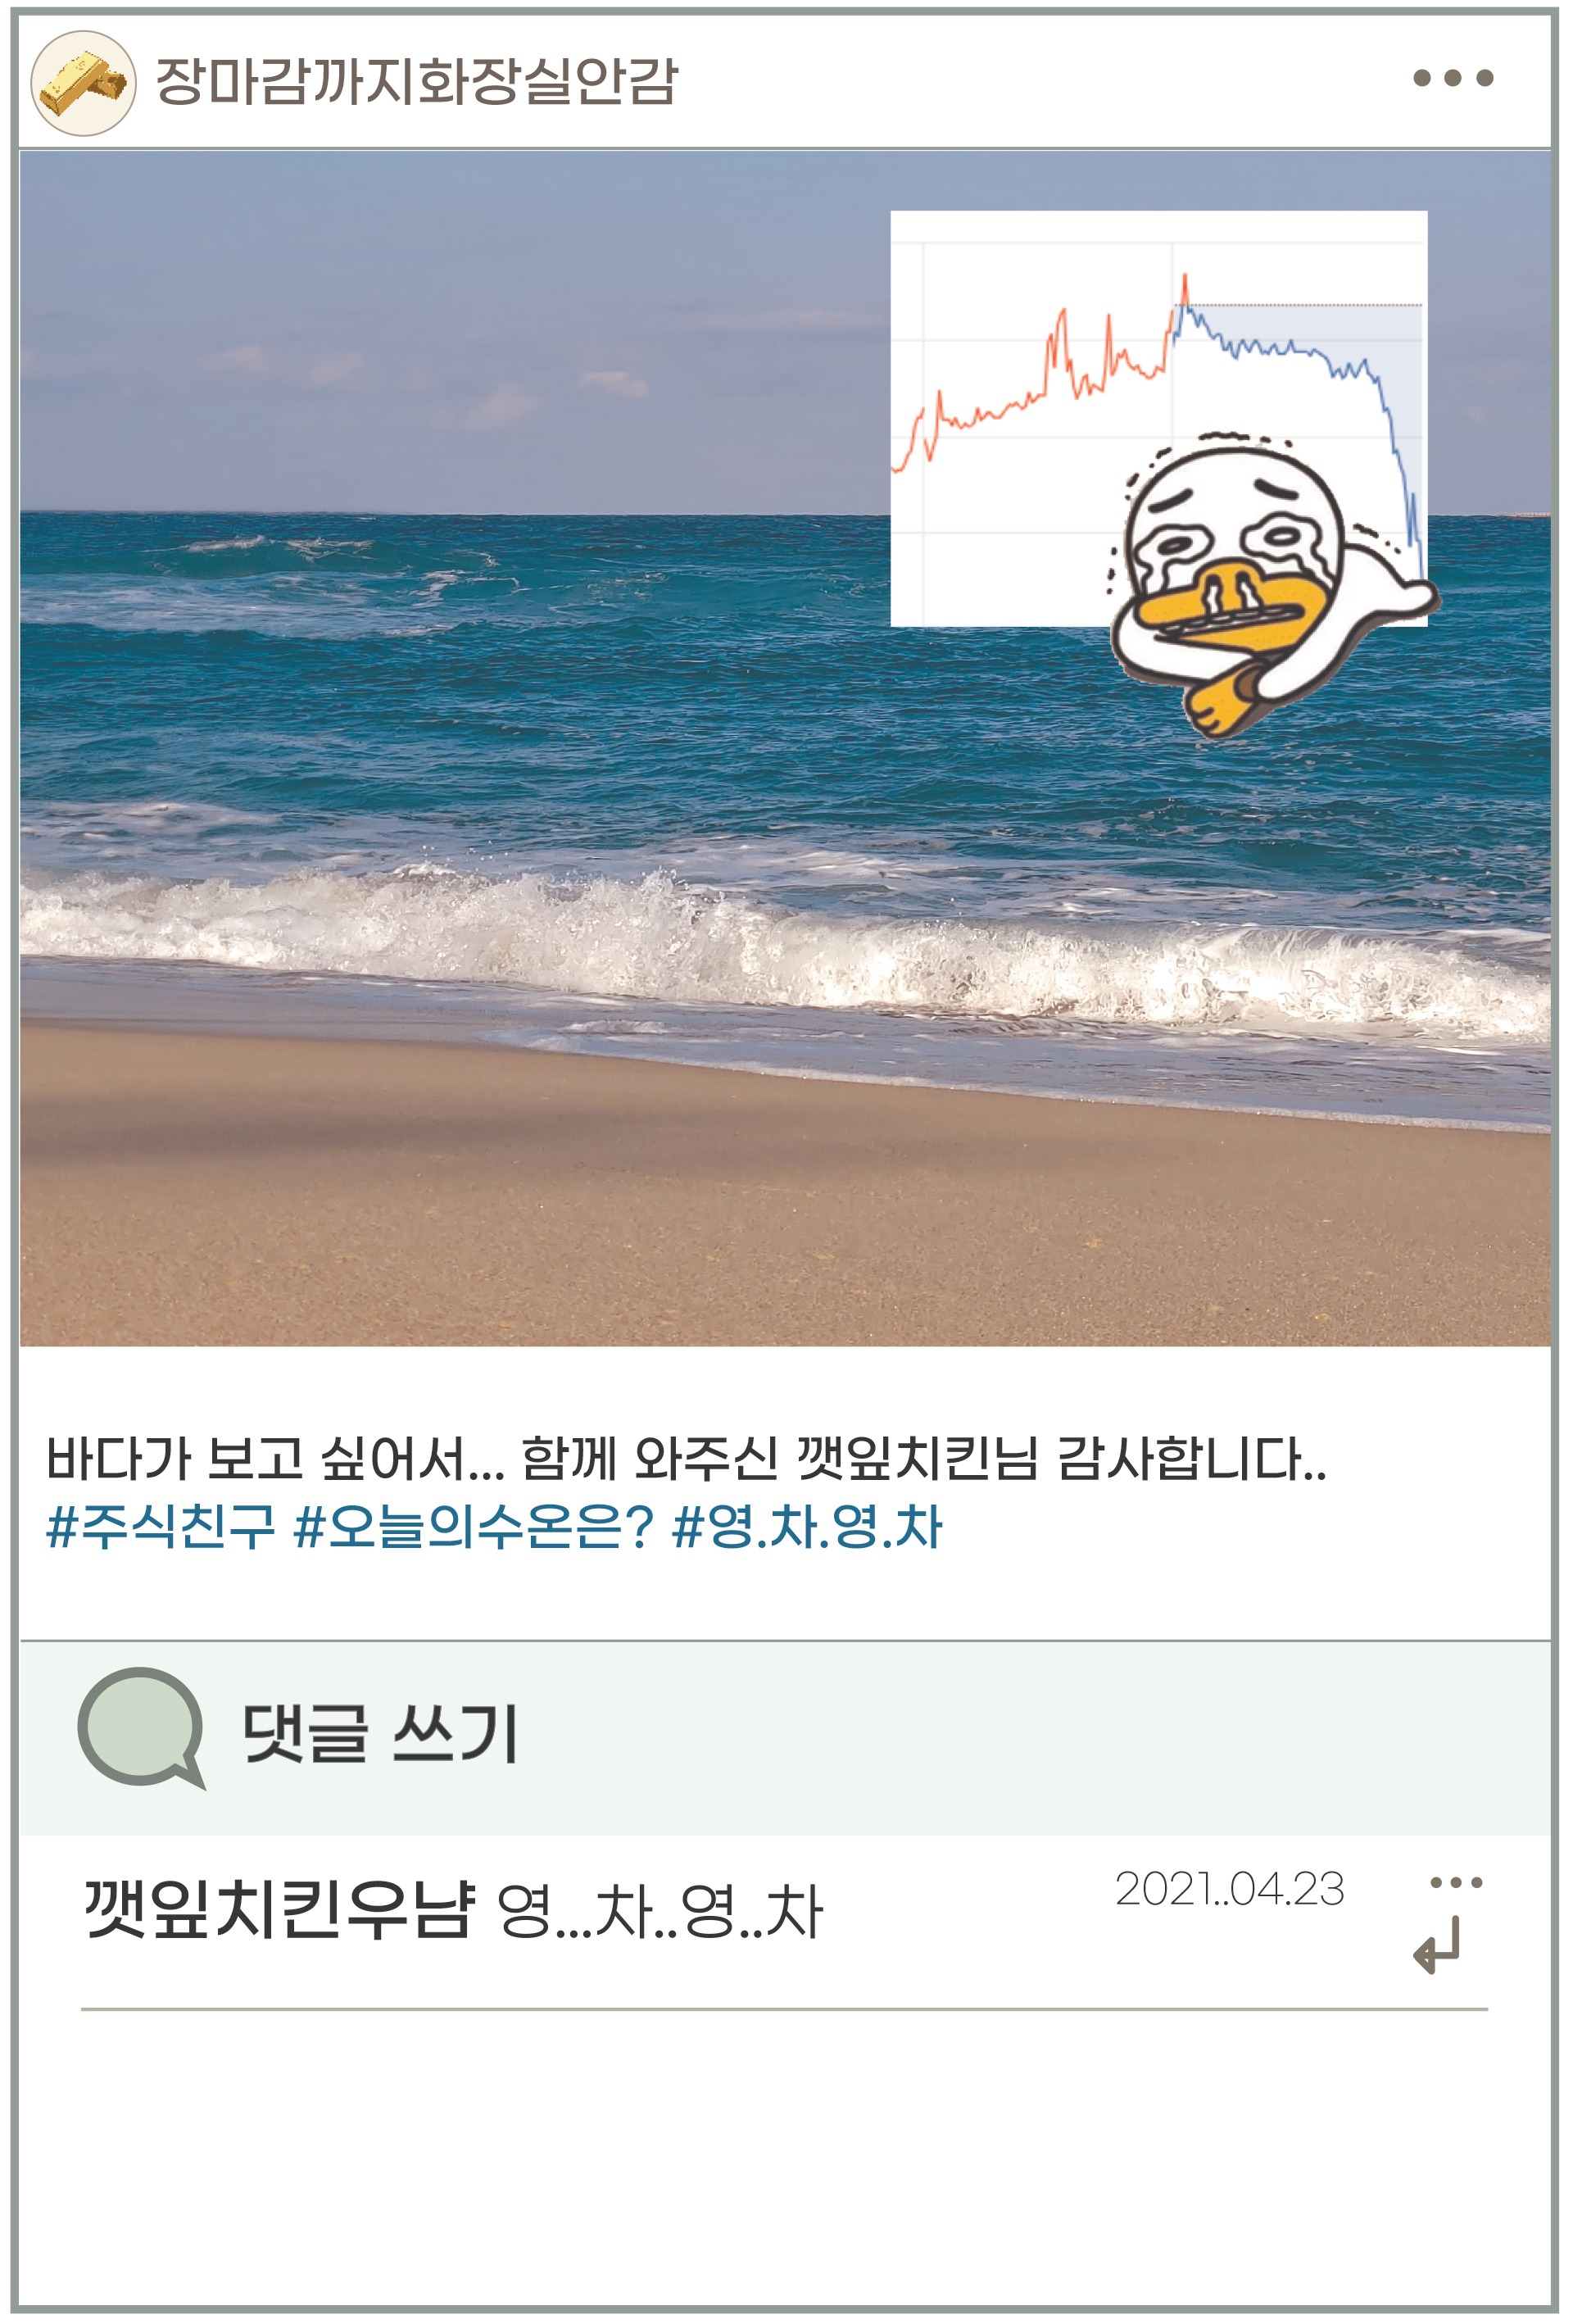 장마감까지화장실안감
바다가 보고 싶어서... 함께 와주신 깻잎치킨님 감사합니다..
#주식친구 #오늘의수온은? #영.차.영.차
댓글 쓰기
깻잎치킨우냠 영...차..영..차
2021..04.23